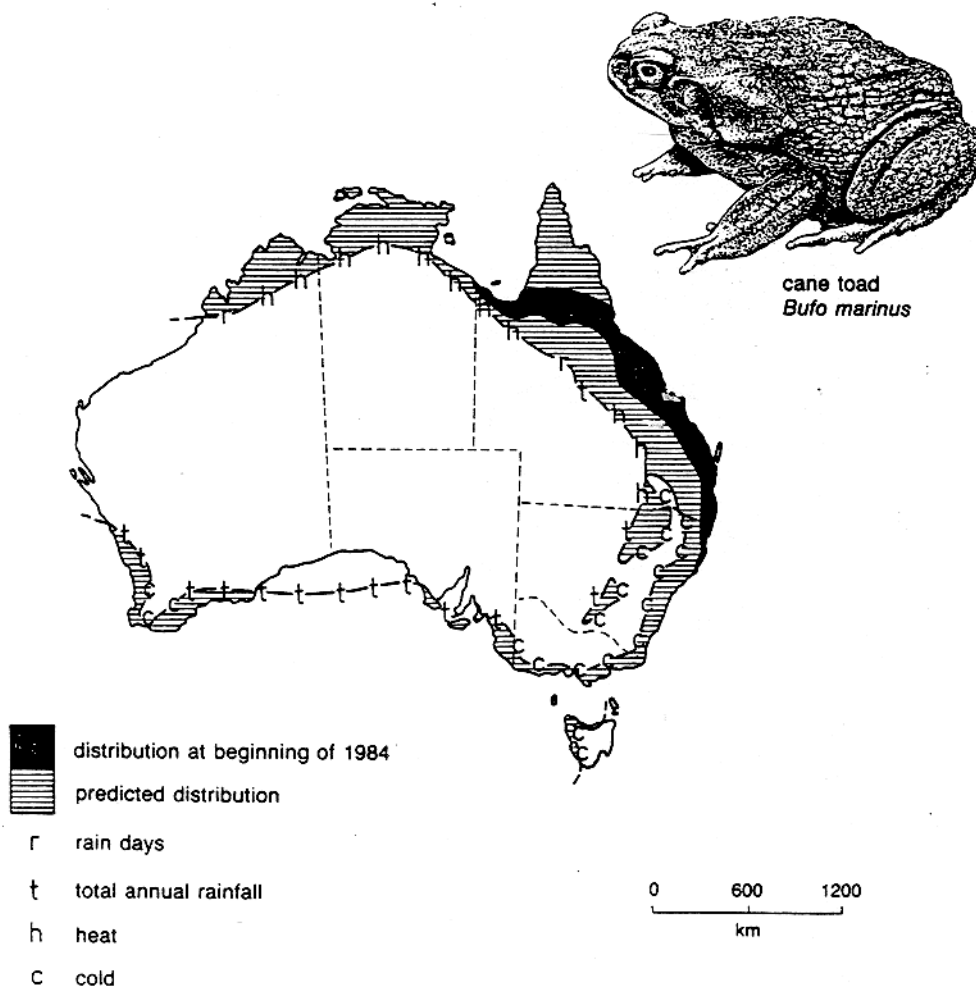 cane toad
Bufo marinus
distribution at beginning of 1984
predicted distribution
r rain days
t total annual rainfall
h heat
c cold
0 600 1200
km